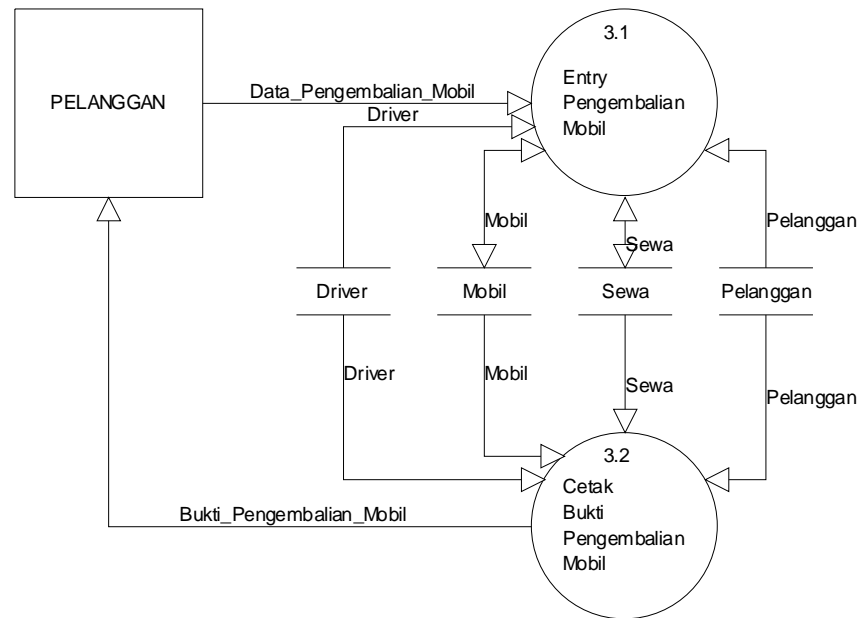 3.1
Entry
Pengembalian
Mobil
PELANGGAN
Data_Pengembalian_Mobil
Driver
Mobil
Sewa
Pelanggan
Driver
Mobil
Sewa
Pelanggan
Driver
Mobil
Sewa
Pelanggan
3.2
Cetak
Bukti
Pengembalian
Mobil
Bukti_Pengembalian_Mobil